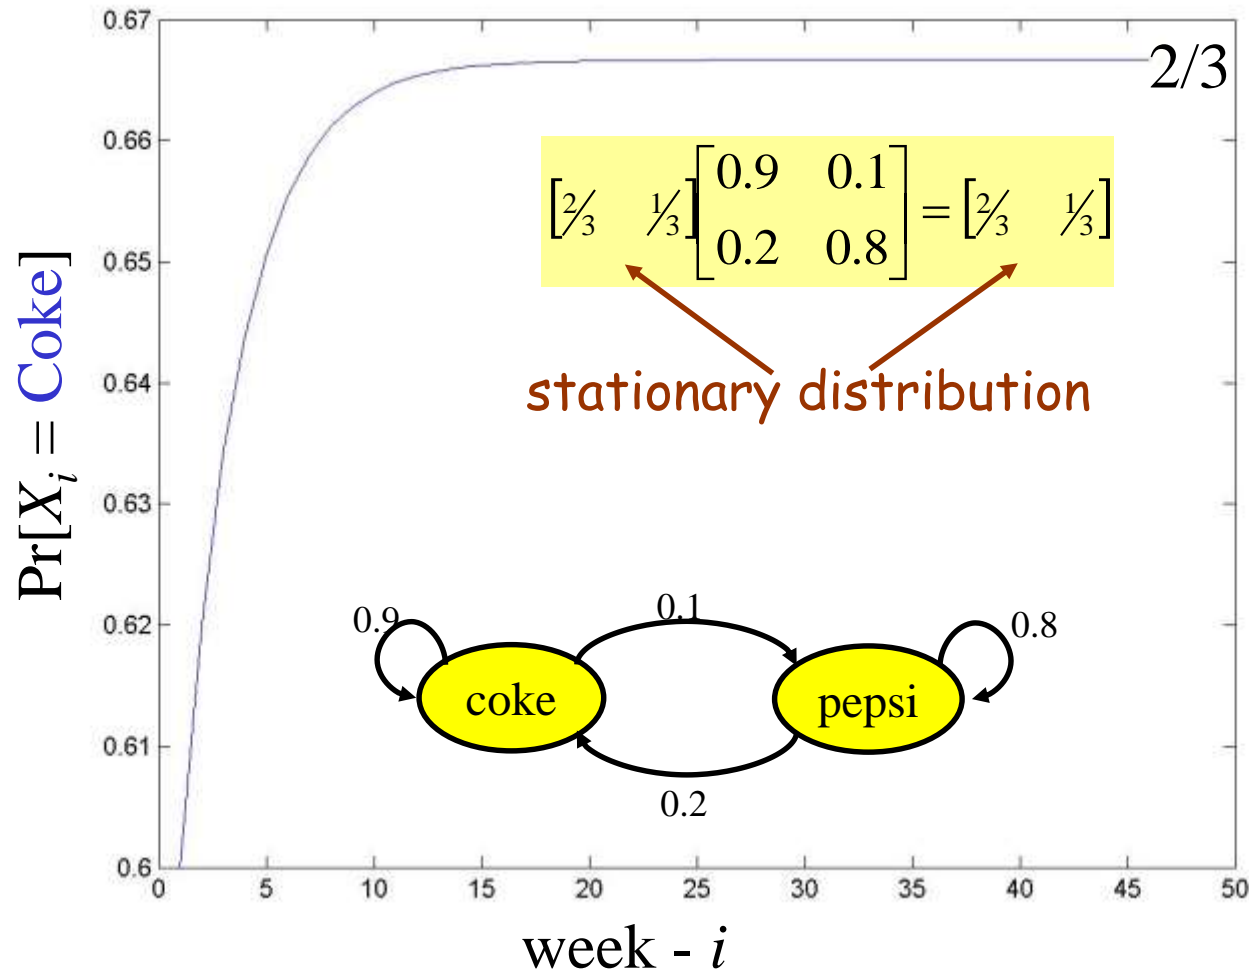 0.67
2/3
0.66
[2/3 1/3] [0.9 0.1
0.2 0.8] = [2/3 1/3]
0.65
0.64
stationary distribution
0.63
0.62
0.61
0.6
Pr[Xi = Coke]
0.9
0.1
0.8
coke
pepsi
0.2
0 5 10 15 20 25 30 35 40 45 50
week - i